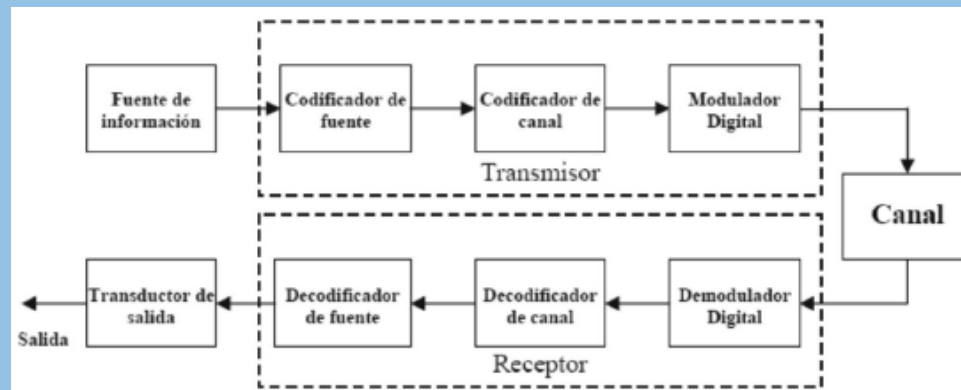 Fuente de
información
Codificador de
fuente
Codificador de
canal
Modulador
Digital
Transmisor
Canal
Transductor de
salida
Decodificador
de fuente
Decodificador
de canal
Demodulador
Digital
Salida
Receptor